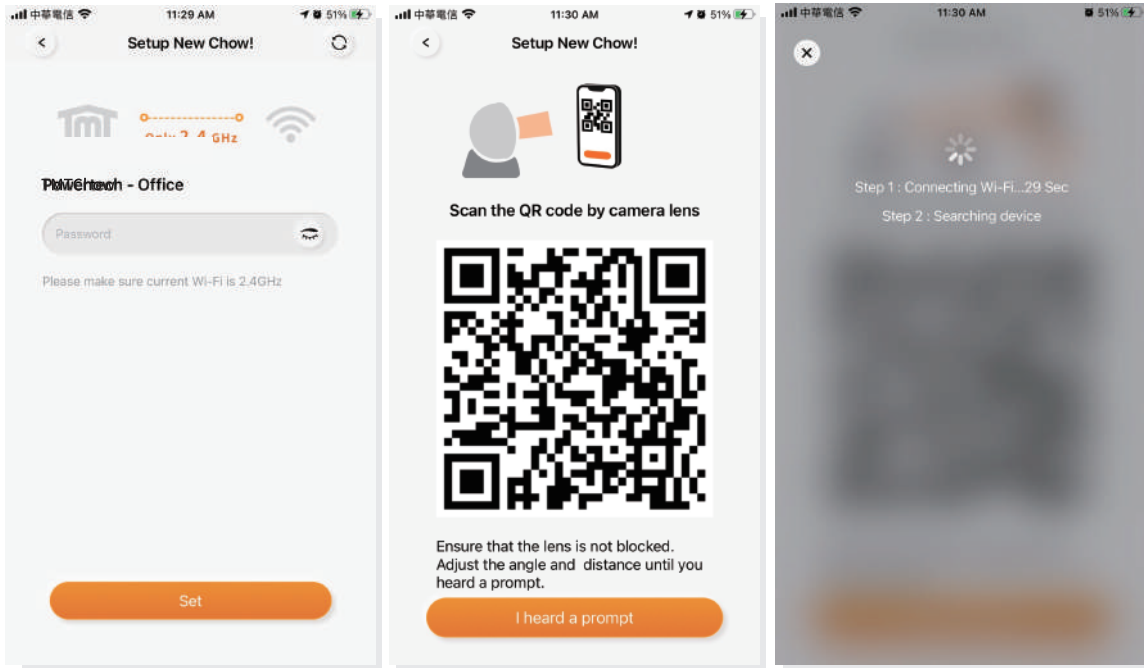 中華電信
11:29 AM
51%
Setup New Chow!
GHz
- Office
Password
Please make sure current Wi-Fi is 2.4GHz
Set
中華電信
11:30 AM
51%
Setup New Chow!
Scan the QR code by camera lens
Ensure that the lens is not blocked.
Adjust the angle and distance until you
heard a prompt.
I heard a prompt
中華電信
11:30 AM
51%
Step 1 : Connecting Wi-Fi...29 Sec
Step 2 : Searching device